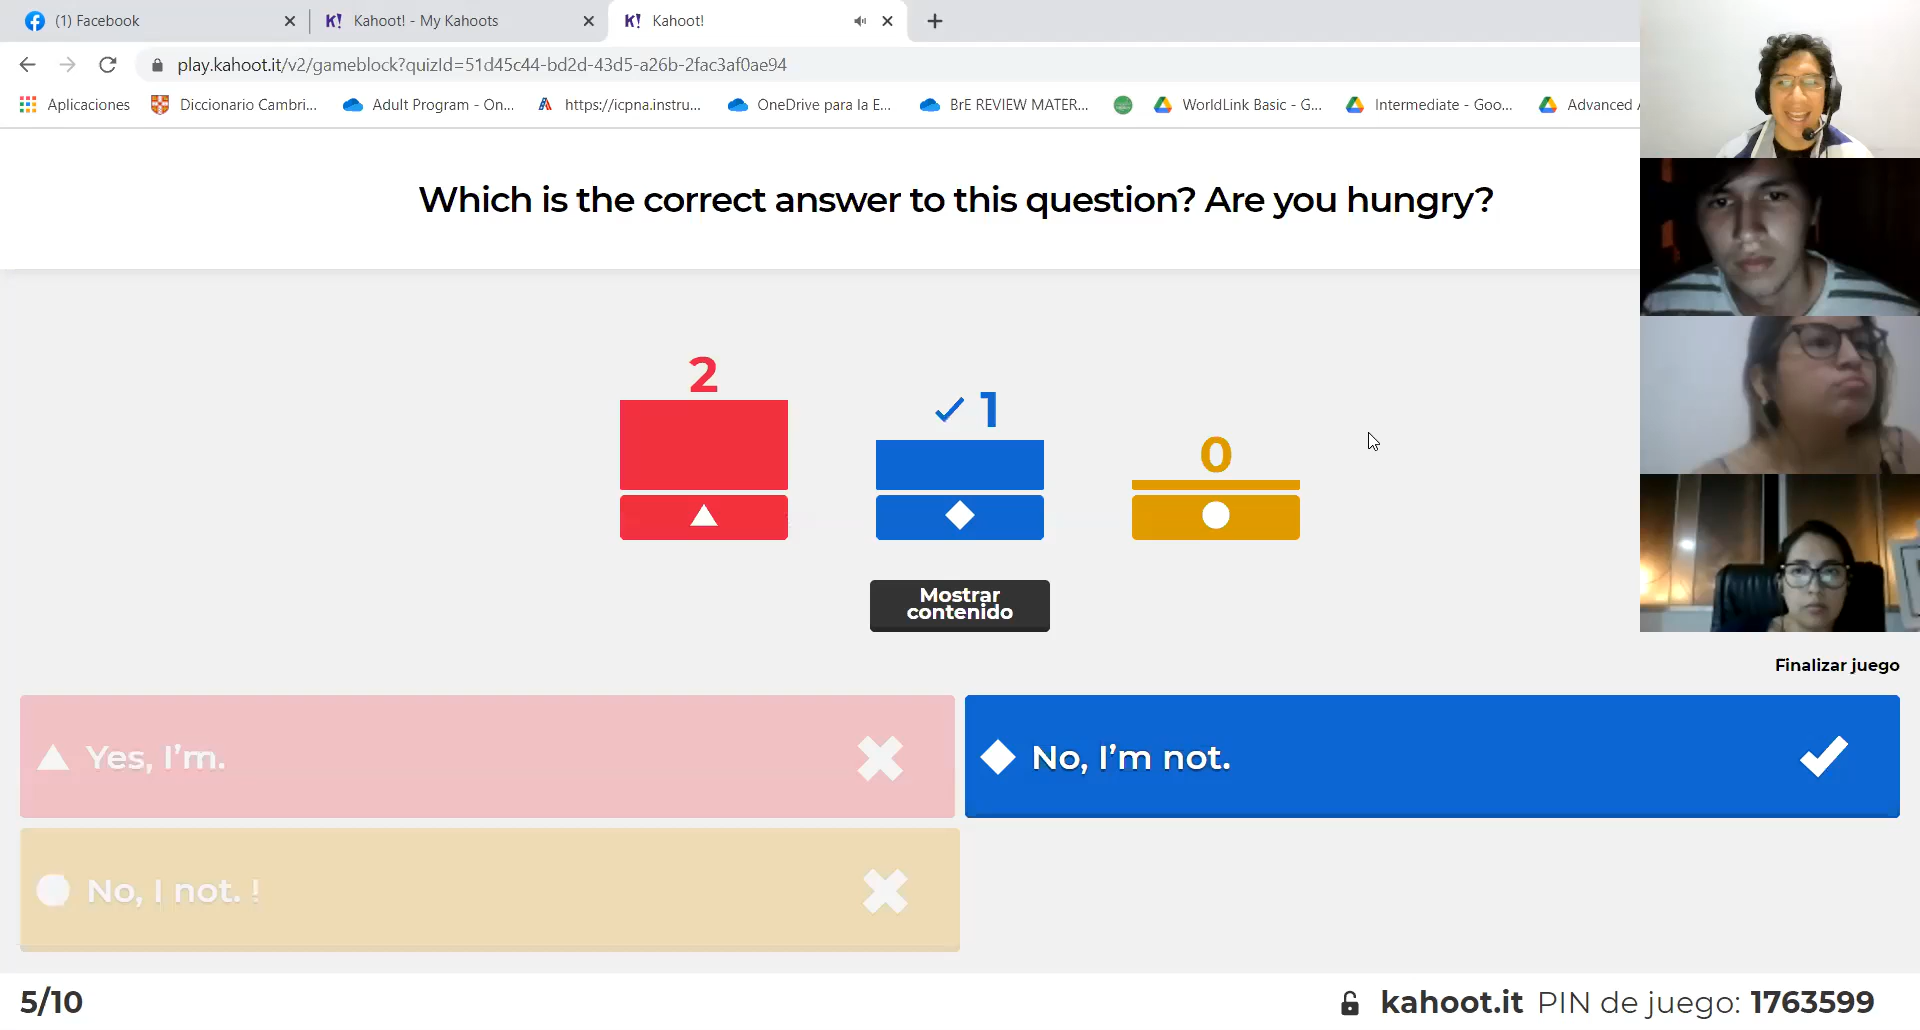 (1) Facebook
Kahoot! - My Kahoots
Kahoot!
play.kahoot.it/v2/gameblock?quizId=51d45c44-bd2d-43d5-a26b-2fac3af0ae94
Aplicaciones
Diccionario Cambri...
Adult Program - On...
https://icpna.instru...
OneDrive para la E...
BrE REVIEW MATER...
WorldLink Basic - G...
Intermediate - Goo...
Advanced
Which is the correct answer to this question? Are you hungry?
2
1
0
Mostrar
contenido
Finalizar juego
Yes, I’m.
No, I’m not.
No, I not. !
5/10
kahoot.it PIN de juego: 1763599